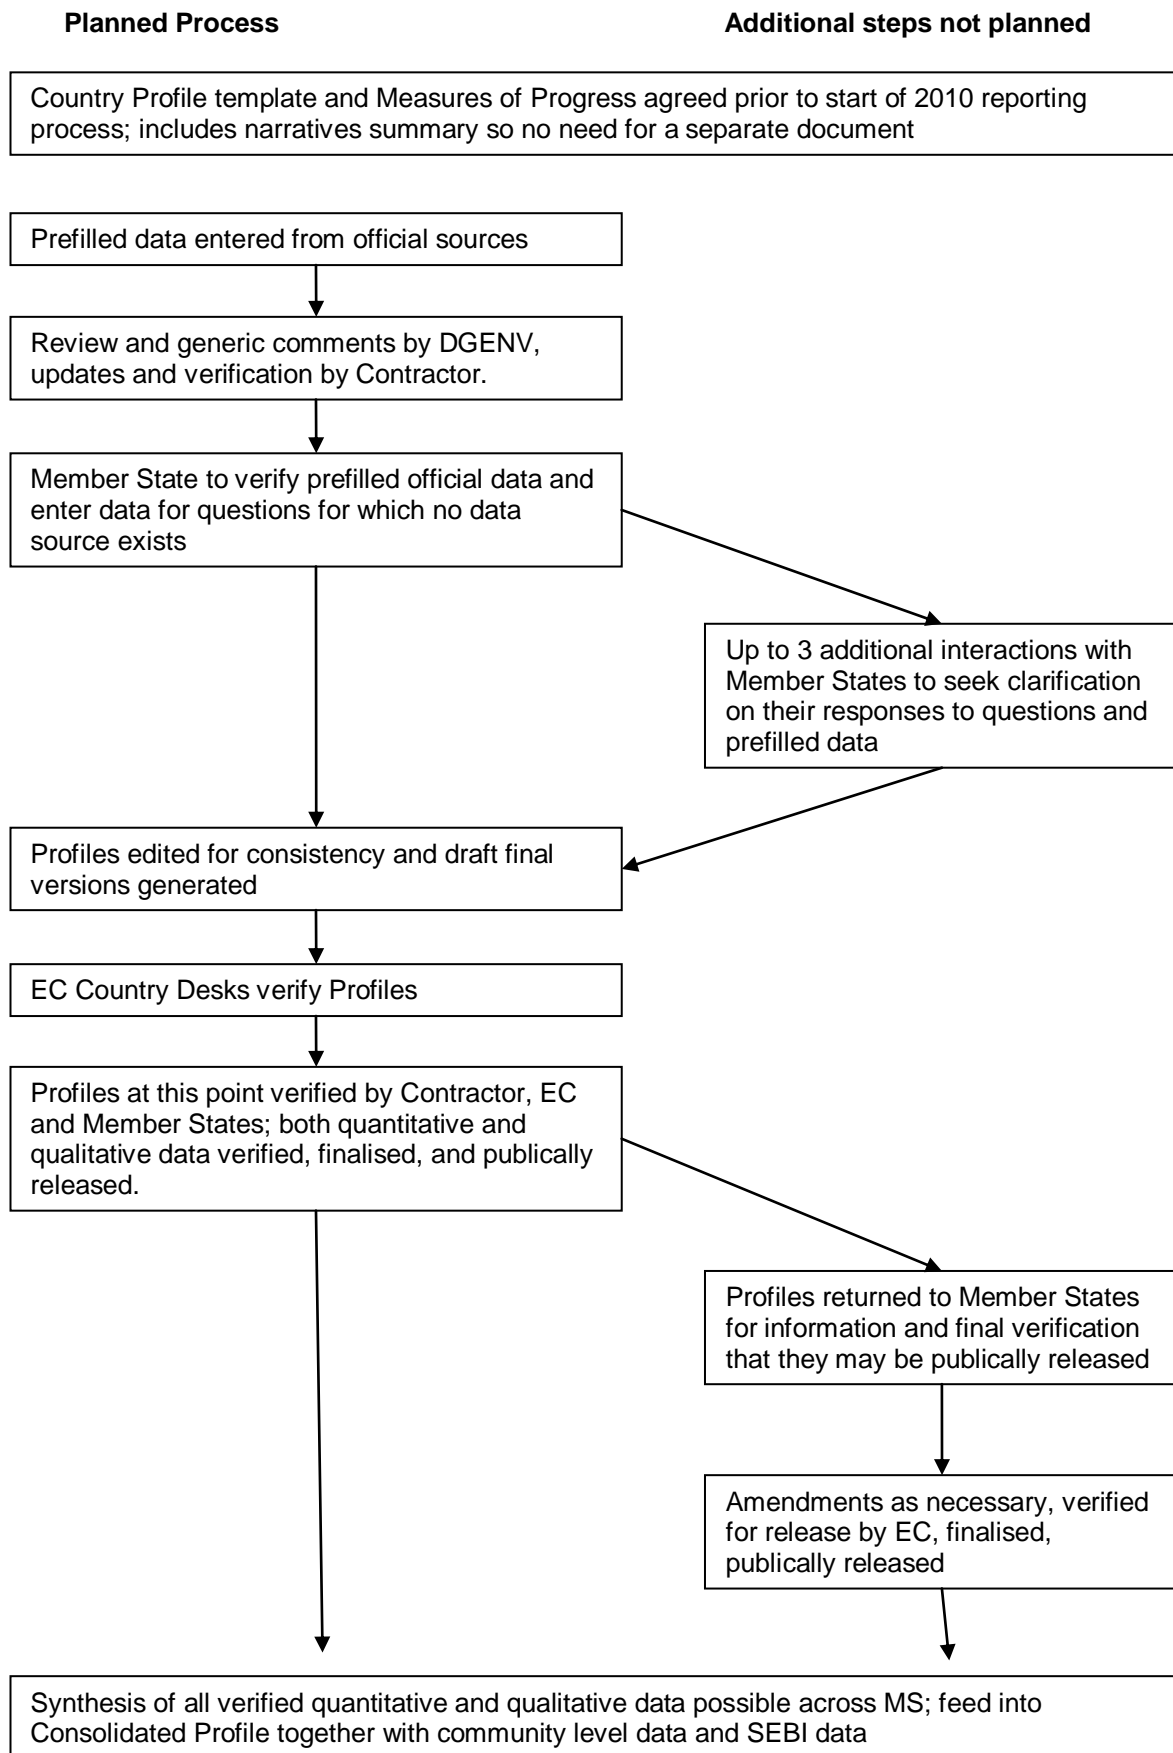 Planned Process
Additional steps not planned
Country Profile template and Measures of Progress agreed prior to start of 2010 reporting
process; includes narratives summary so no need for a separate document
Prefilled data entered from official sources
Review and generic comments by DGENV,
updates and verification by Contractor.
Member State to verify prefilled official data and
enter data for questions for which no data
source exists
Up to 3 additional interactions with
Member States to seek clarification
on their responses to questions and
prefilled data
Profiles edited for consistency and draft final
versions generated
EC Country Desks verify Profiles
Profiles at this point verified by Contractor, EC
and Member States; both quantitative and
qualitative data verified, finalised, and publically
released.
Profiles returned to Member States
for information and final verification
that they may be publically released
Amendments as necessary, verified
for release by EC, finalised,
publically released
Synthesis of all verified quantitative and qualitative data possible across MS; feed into
Consolidated Profile together with community level data and SEBI data